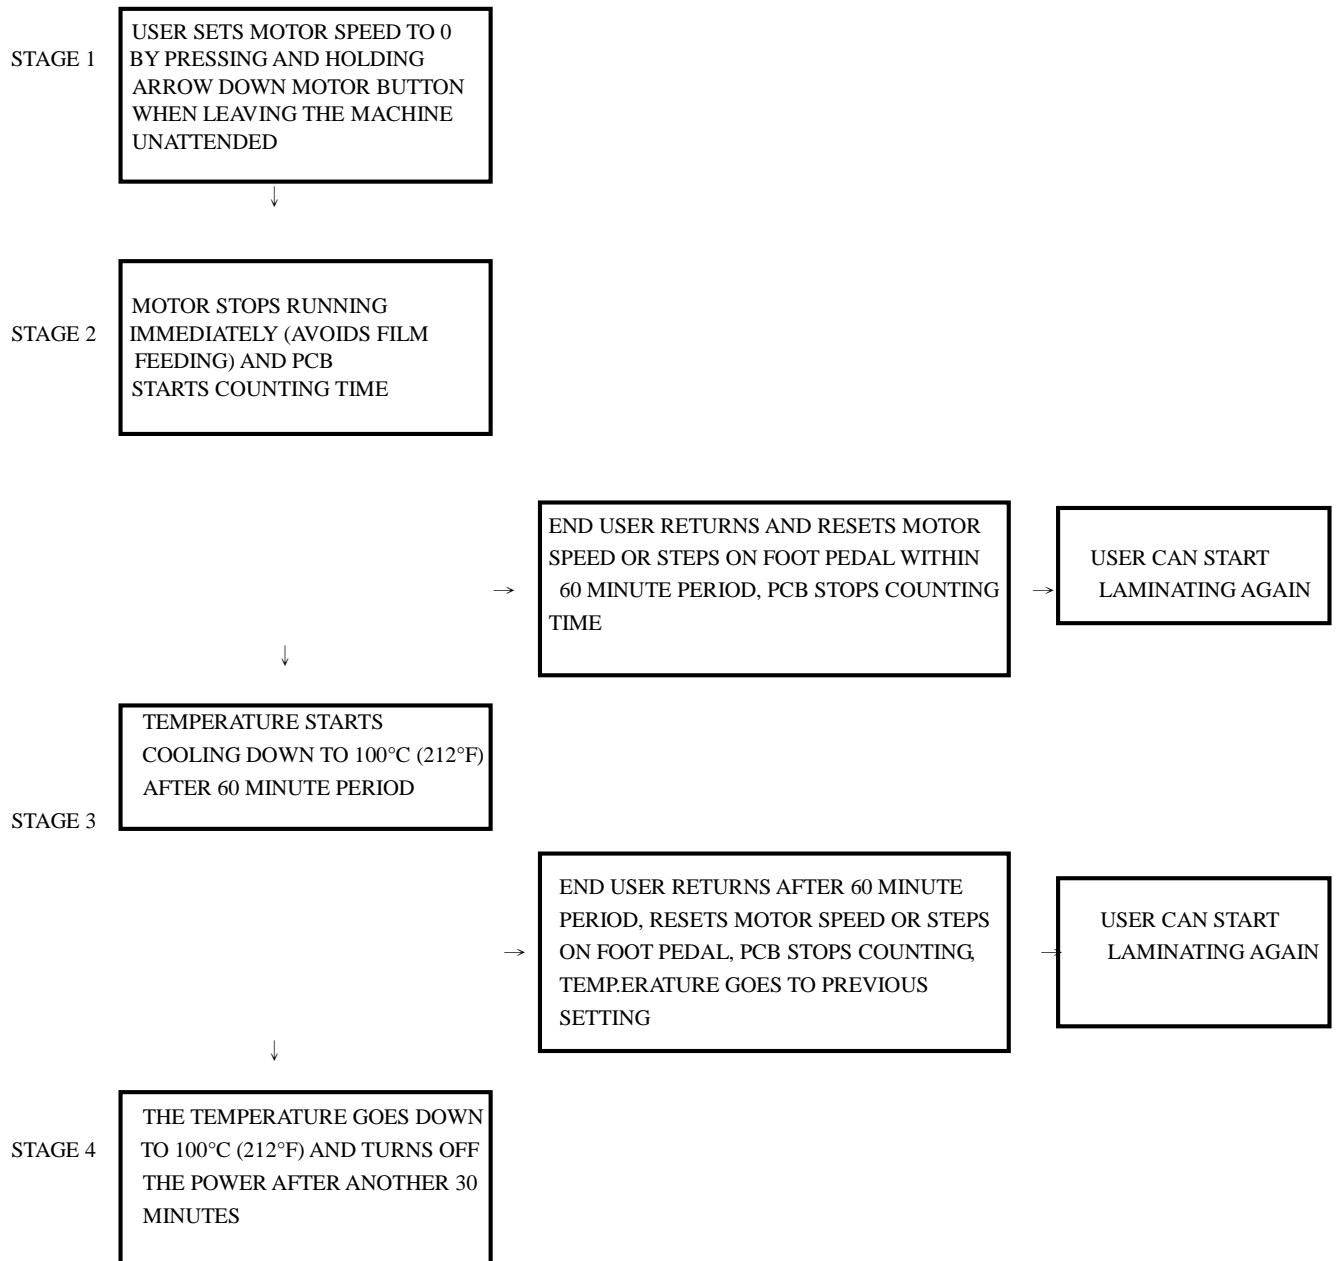 USER SETS MOTOR SPEED TO 0
STAGE 1
BY PRESSING AND HOLDING
ARROW DOWN MOTOR BUTTON
WHEN LEAVING THE MACHINE
UNATTENDED
↓
MOTOR STOPS RUNNING
STAGE 2
IMMEDIATELY (AVOIDS FILM
FEEDING) AND PCB
STARTS COUNTING TIME
END USER RETURNS AND RESETS MOTOR
SPEED OR STEPS ON FOOT PEDAL WITHIN
→ 60 MINUTE PERIOD, PCB STOPS COUNTING
TIME
→ USER CAN START
LAMINATING AGAIN
↓
TEMPERATURE STARTS
COOLING DOWN TO 100°C (212°F)
AFTER 60 MINUTE PERIOD
STAGE 3
END USER RETURNS AFTER 60 MINUTE
PERIOD, RESETS MOTOR SPEED OR STEPS
→ ON FOOT PEDAL, PCB STOPS COUNTING,
TEMP.ERATURE GOES TO PREVIOUS
SETTING
→ USER CAN START
LAMINATING AGAIN
↓
THE TEMPERATURE GOES DOWN
STAGE 4
TO 100°C (212°F) AND TURNS OFF
THE POWER AFTER ANOTHER 30
MINUTES